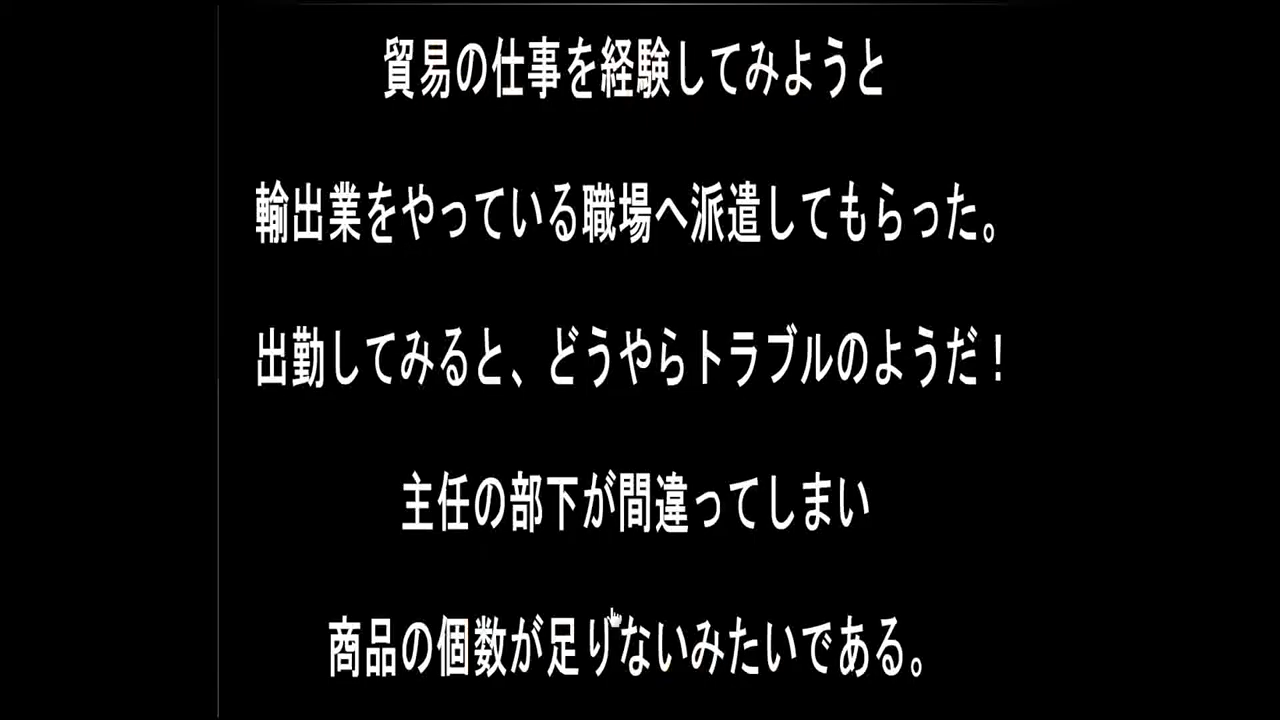 貿易の仕事を経験してみようと
輸出業をやっている職場へ派遣してもらった。
出勤してみると、どうやらトラブルのようだ！
主任の部下が間違ってしまい
商品の個数が足りないみたいである。